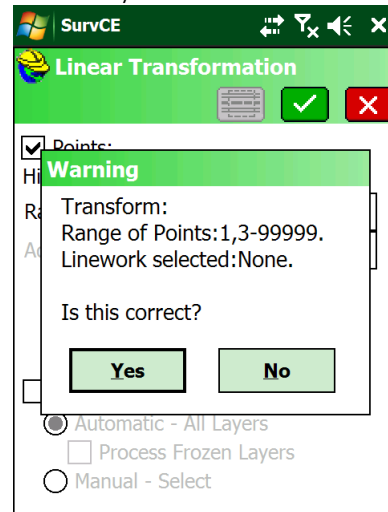 SurvCE
Linear Transformation
Points:
Warning
Hi
Transform:
Ra
Range of Points:1,3-99999.
Linework selected:None.
Is this correct?
Yes
No
Automatic - All Layers
Process Frozen Layers
Manual - Select